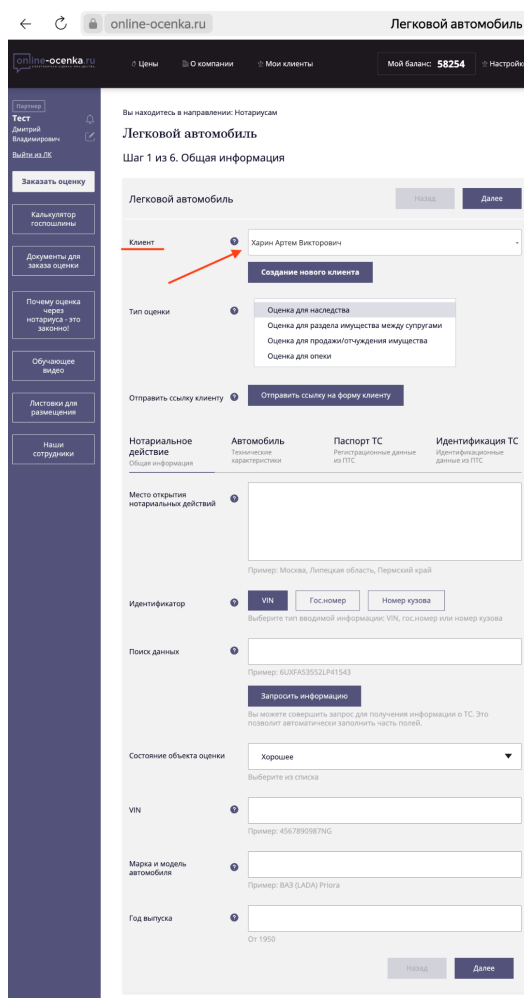 online-ocenka.ru
Легковой автомобиль
online-ocenka.ru
Цены
О компании
Мои клиенты
Мой баланс: 58254
Настройки
Партнер
Тест
Дмитрий
Владимирович
Выйти из ЛК
Заказать оценку
Калькулятор
госпошлины
Документы для
заказа оценки
Почему оценка
через
нотариуса - это
законно!
Обучающее
видео
Листовки для
размещения
Наши
сотрудники
Вы находитесь в направлении: Нотариусам
Легковой автомобиль
Шаг 1 из 6. Общая информация
Легковой автомобиль
Назад
Далее
Клиент
?
Харин Артем Викторович
Создание нового клиента
Тип оценки
?
Оценка для наследства
Оценка для раздела имущества между супругами
Оценка для продажи/отчуждения имущества
Оценка для опеки
Отправить ссылку клиенту
?
Отправить ссылку на форму клиенту
Нотариальное
действие
Общая информация
Автомобиль
Технические
характеристики
Паспорт ТС
Регистрационные данные
из ПТС
Идентификация ТС
Идентификационные
данные из ПТС
Место открытия
нотариальных действий
?
Пример: Москва, Липецкая область, Пермский край
Идентификатор
?
VIN
Гос.номер
Номер кузова
Выберите тип вводимой информации: VIN, гос.номер или номер кузова
Поиск данных
?
Пример: 6UXFA53552LP41543
Запросить информацию
Вы можете совершить запрос для получения информации о ТС. Это
позволит автоматически заполнить часть полей.
Состояние объекта оценки
Хорошее
Выберите из списка
VIN
?
Пример: 4567890987NG
Марка и модель
автомобиля
?
Пример: ВАЗ (LADA) Priora
Год выпуска
?
От 1950
Назад
Далее